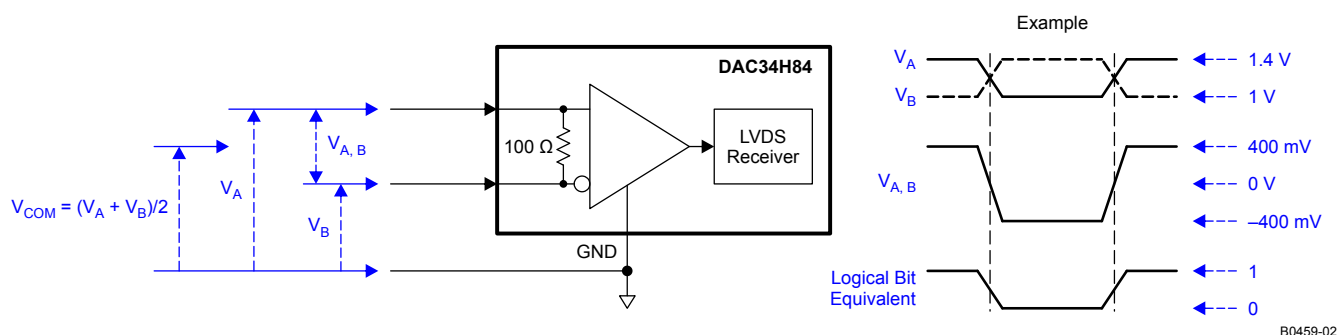 Example
DAC34H84
V_A
1.4 V
V_B
1 V
100 Ω
LVDS
Receiver
V_A, B
V_A
V_COM = (V_A + V_B)/2
V_B
400 mV
V_A, B
0 V
–400 mV
GND
Logical Bit
Equivalent
1
0
B0459-02